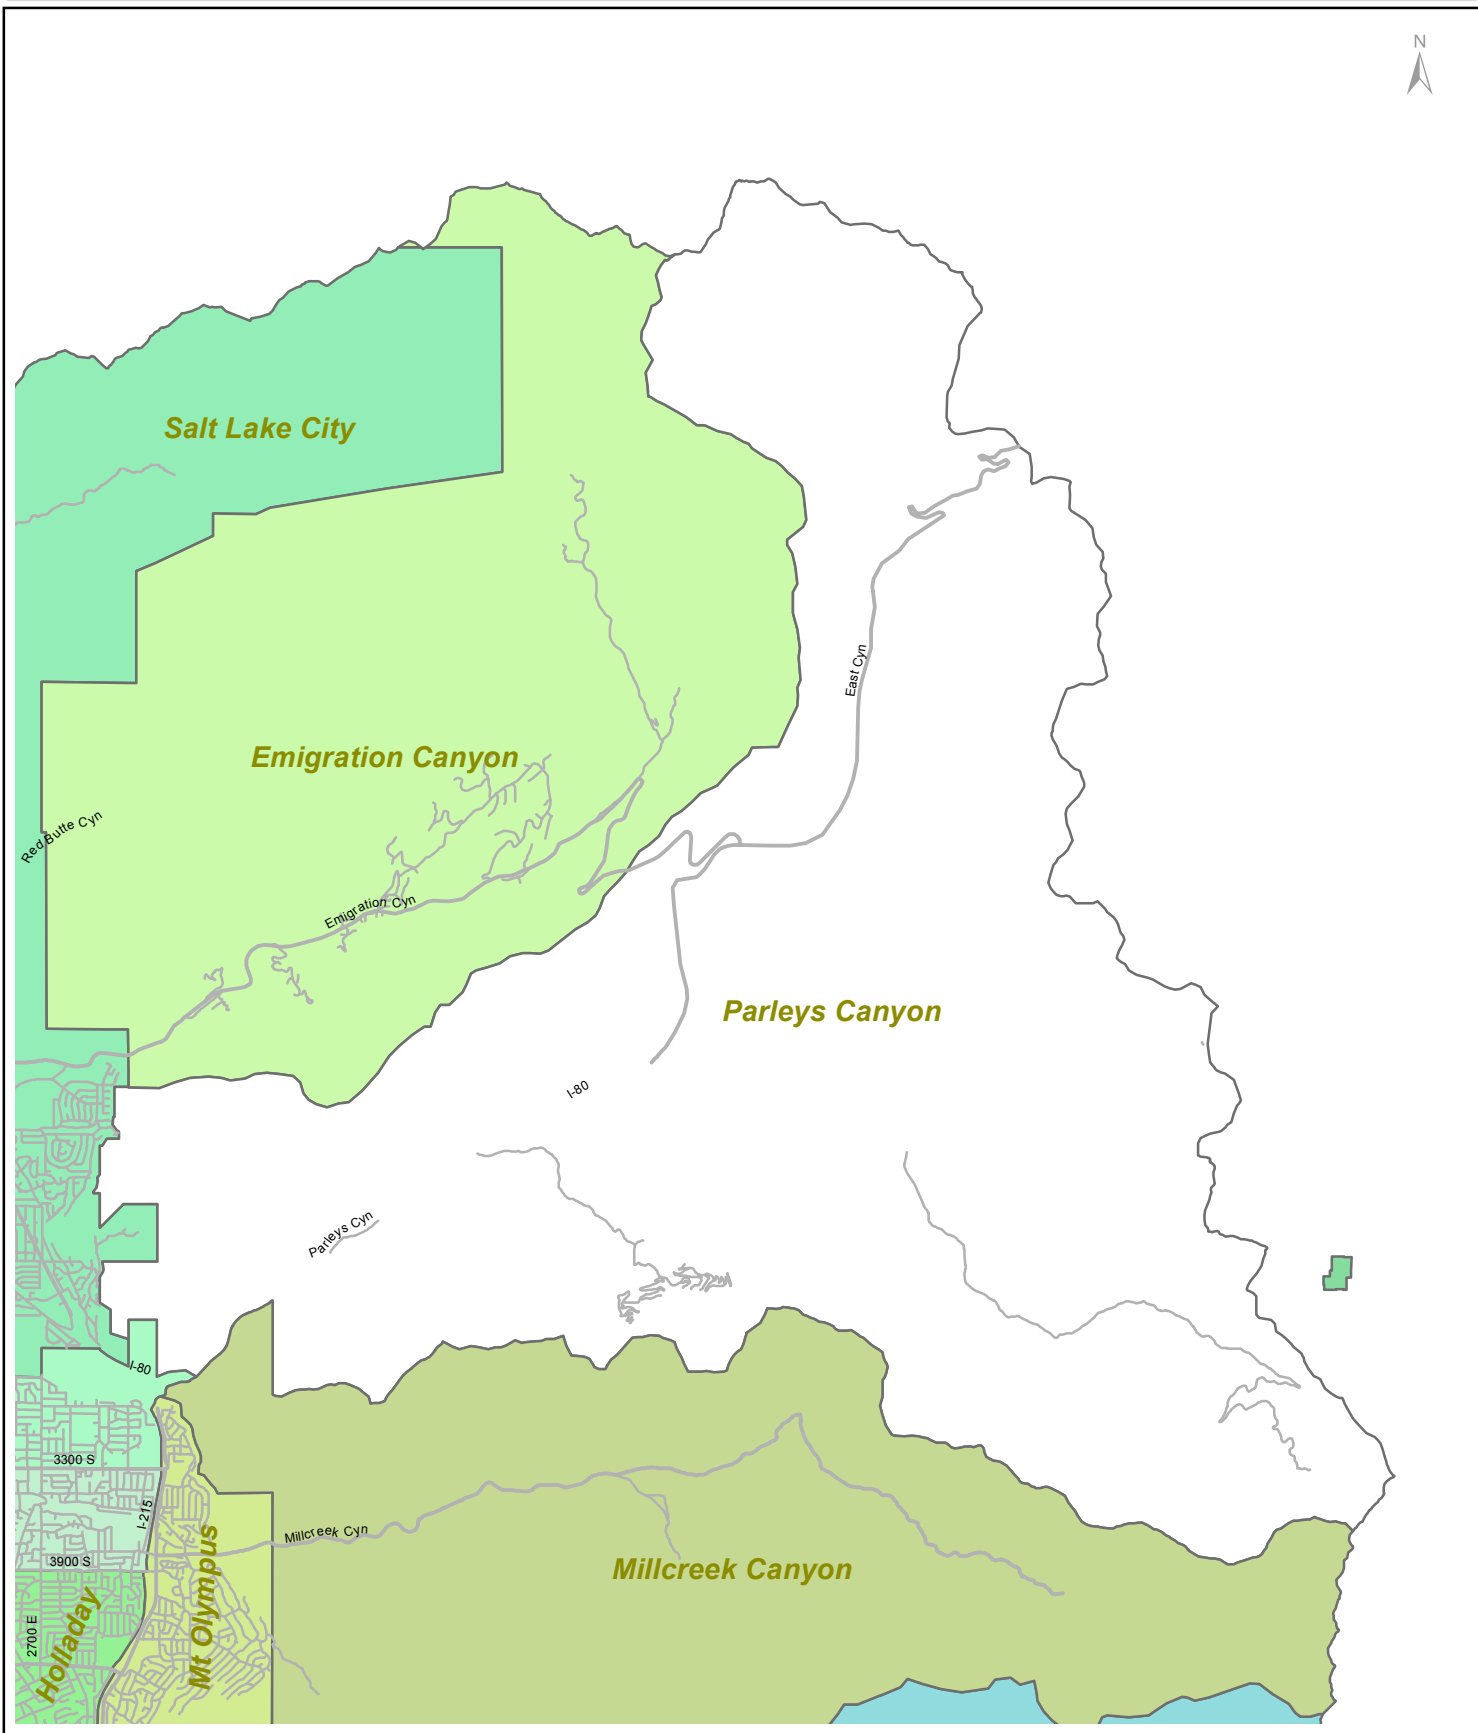 N
Salt Lake City
East Cyn
Emigration Canyon
Red Butte Cyn
Emigration Cyn
Parleys Canyon
I-80
Parleys Cyn
I-80
3300 S
I-215
Millcreek Cyn
3900 S
Millcreek Canyon
Mt Olympus
Holladay
2700 E